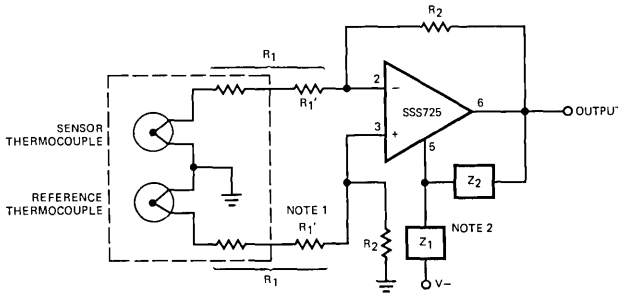 R2
R1
R1'
2
−
SSS725
6
OUTPUT
3
+
5
SENSOR
THERMOCOUPLE
REFERENCE
THERMOCOUPLE
Z2
NOTE 1
R1'
R2
Z1
NOTE 2
R1
V−